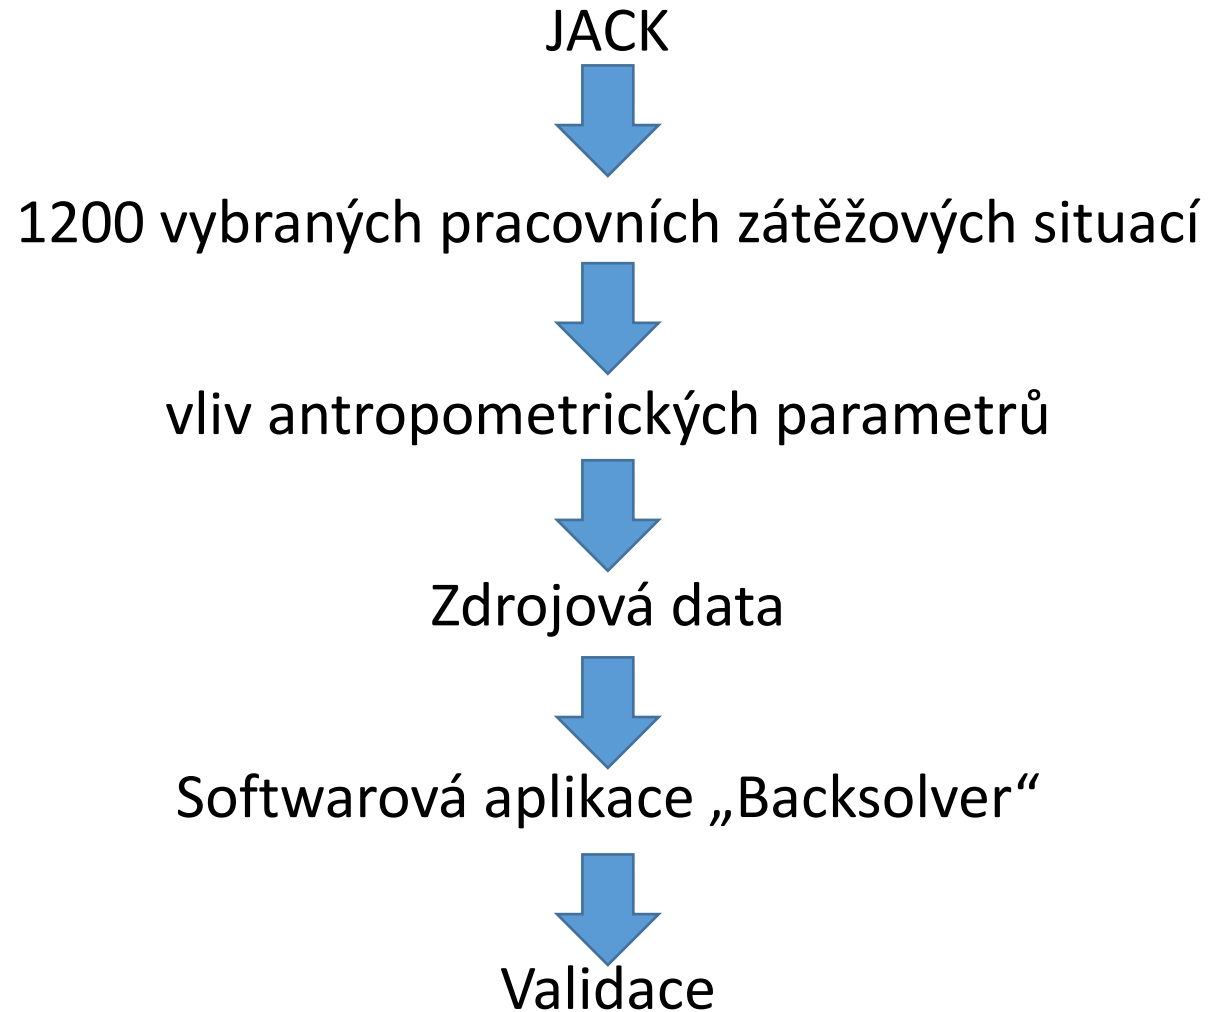 JACK
1200 vybraných pracovních zátěžových situací
vliv antropometrických parametrů
Zdrojová data
Softwarová aplikace „Backsolver“
Validace